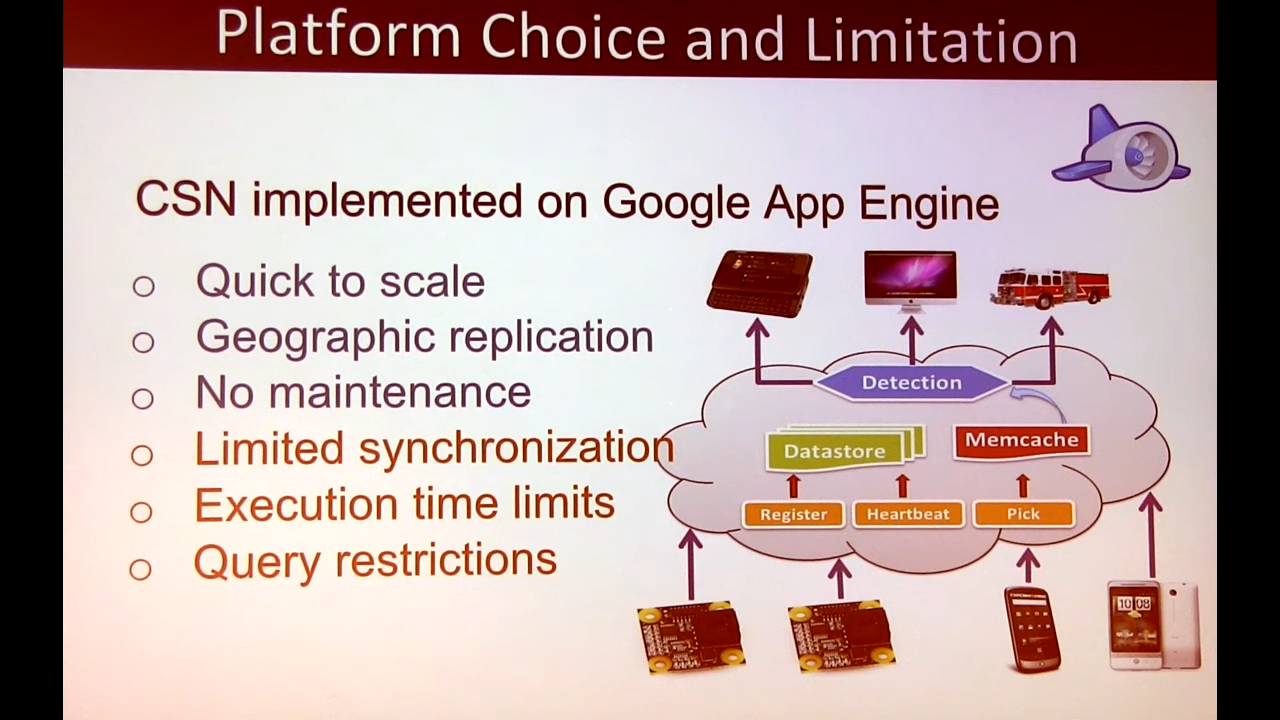 Platform Choice and Limitation
CSN implemented on Google App Engine
Quick to scale
Geographic replication
No maintenance
Limited synchronization
Execution time limits
Query restrictions
Detection
Datastore
Memcache
Register
Heartbeat
Pick
10 08